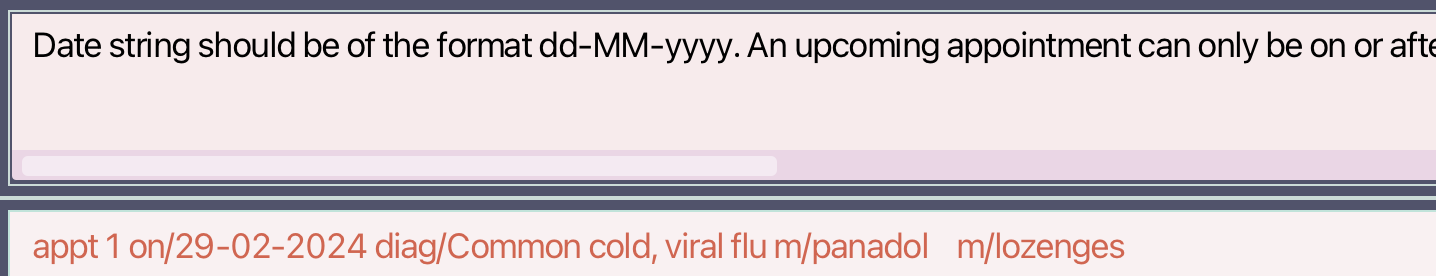 Date string should be of the format dd-MM-yyyy. An upcoming appointment can only be on or afte
appt 1 on/29-02-2024 diag/Common cold, viral flu m/panadol    m/lozenges